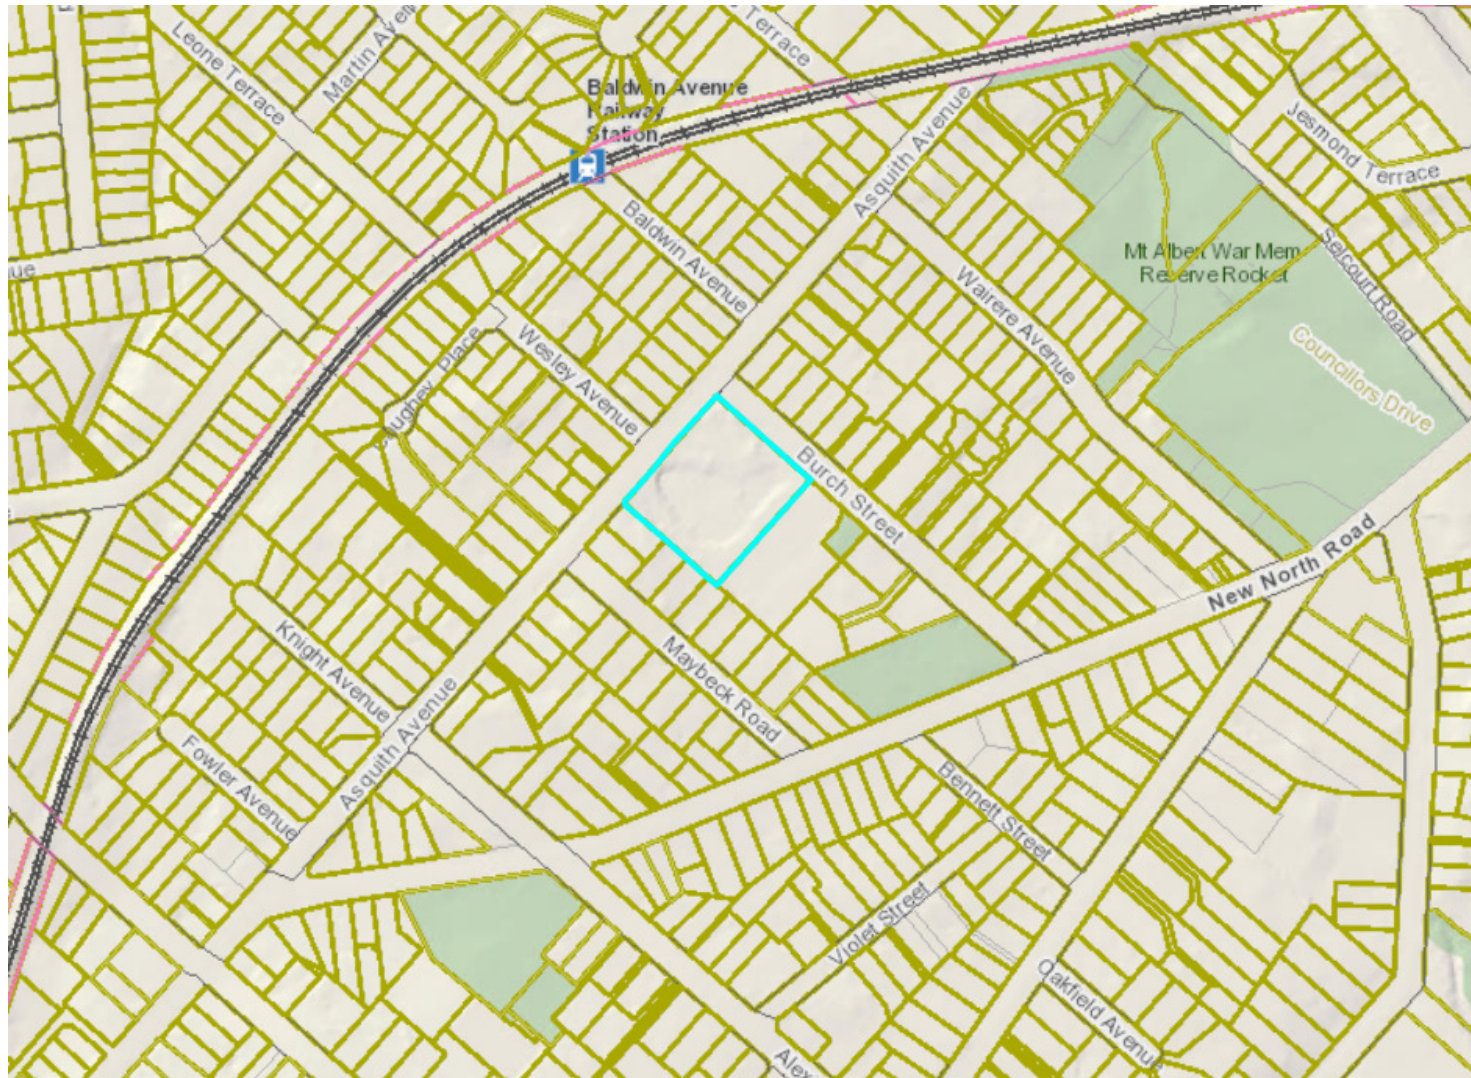 Terrace
Leone Terrace
Martin Aven
Baldwin Avenue
Railway
Station
Asquith Avenue
Jesmond Terrace
Baldwin Avenue
Mt Albert War Mem
Reserve Rocket
Selcourt Road
ue
Wairere Avenue
Wesley Avenue
Place
Councillors Drive
Burch Street
New North Road
Knight Avenue
Maybeck Road
Asquith Avenue
Fowler Avenue
Bennett Street
Violet Street
Oakfield Avenue
Alex